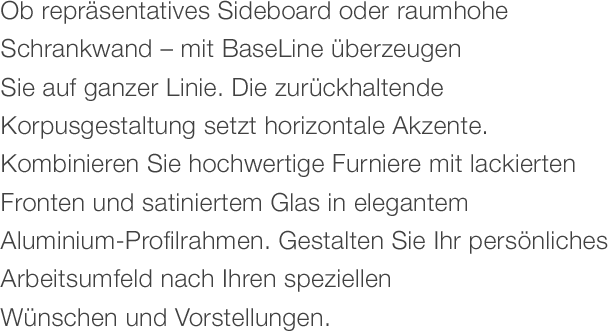 Ob repräsentatives Sideboard oder raumhohe
Schrankwand – mit BaseLine überzeugen
Sie auf ganzer Linie. Die zurückhaltende
Korpusgestaltung setzt horizontale Akzente.
Kombinieren Sie hochwertige Furniere mit lackierten
Fronten und satiniertem Glas in elegantem
Aluminium-Profilrahmen. Gestalten Sie Ihr persönliches
Arbeitsumfeld nach Ihren speziellen
Wünschen und Vorstellungen.